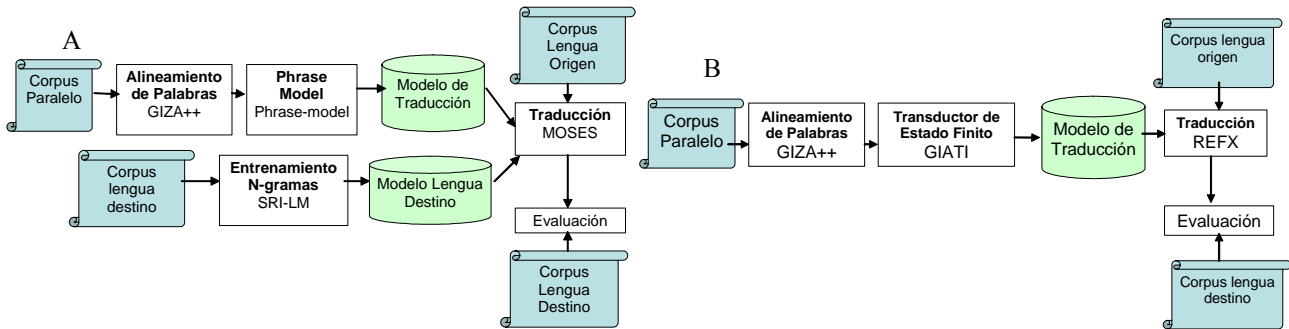 A
Corpus
Paralelo
Alineamiento
de Palabras
GIZA++
Phrase
Model
Phrase-model
Modelo de
Traducción
Corpus
Lengua
Origen
Traducción
MOSES
Corpus
lengua
destino
Entrenamiento
N-gramas
SRI-LM
Modelo Lengua
Destino
Evaluación
Corpus
Lengua
Destino
B
Corpus
Paralelo
Alineamiento
de Palabras
GIZA++
Transductor de
Estado Finito
GIATI
Modelo de
Traducción
Corpus lengua
origen
Traducción
REFX
Evaluación
Corpus lengua
destino